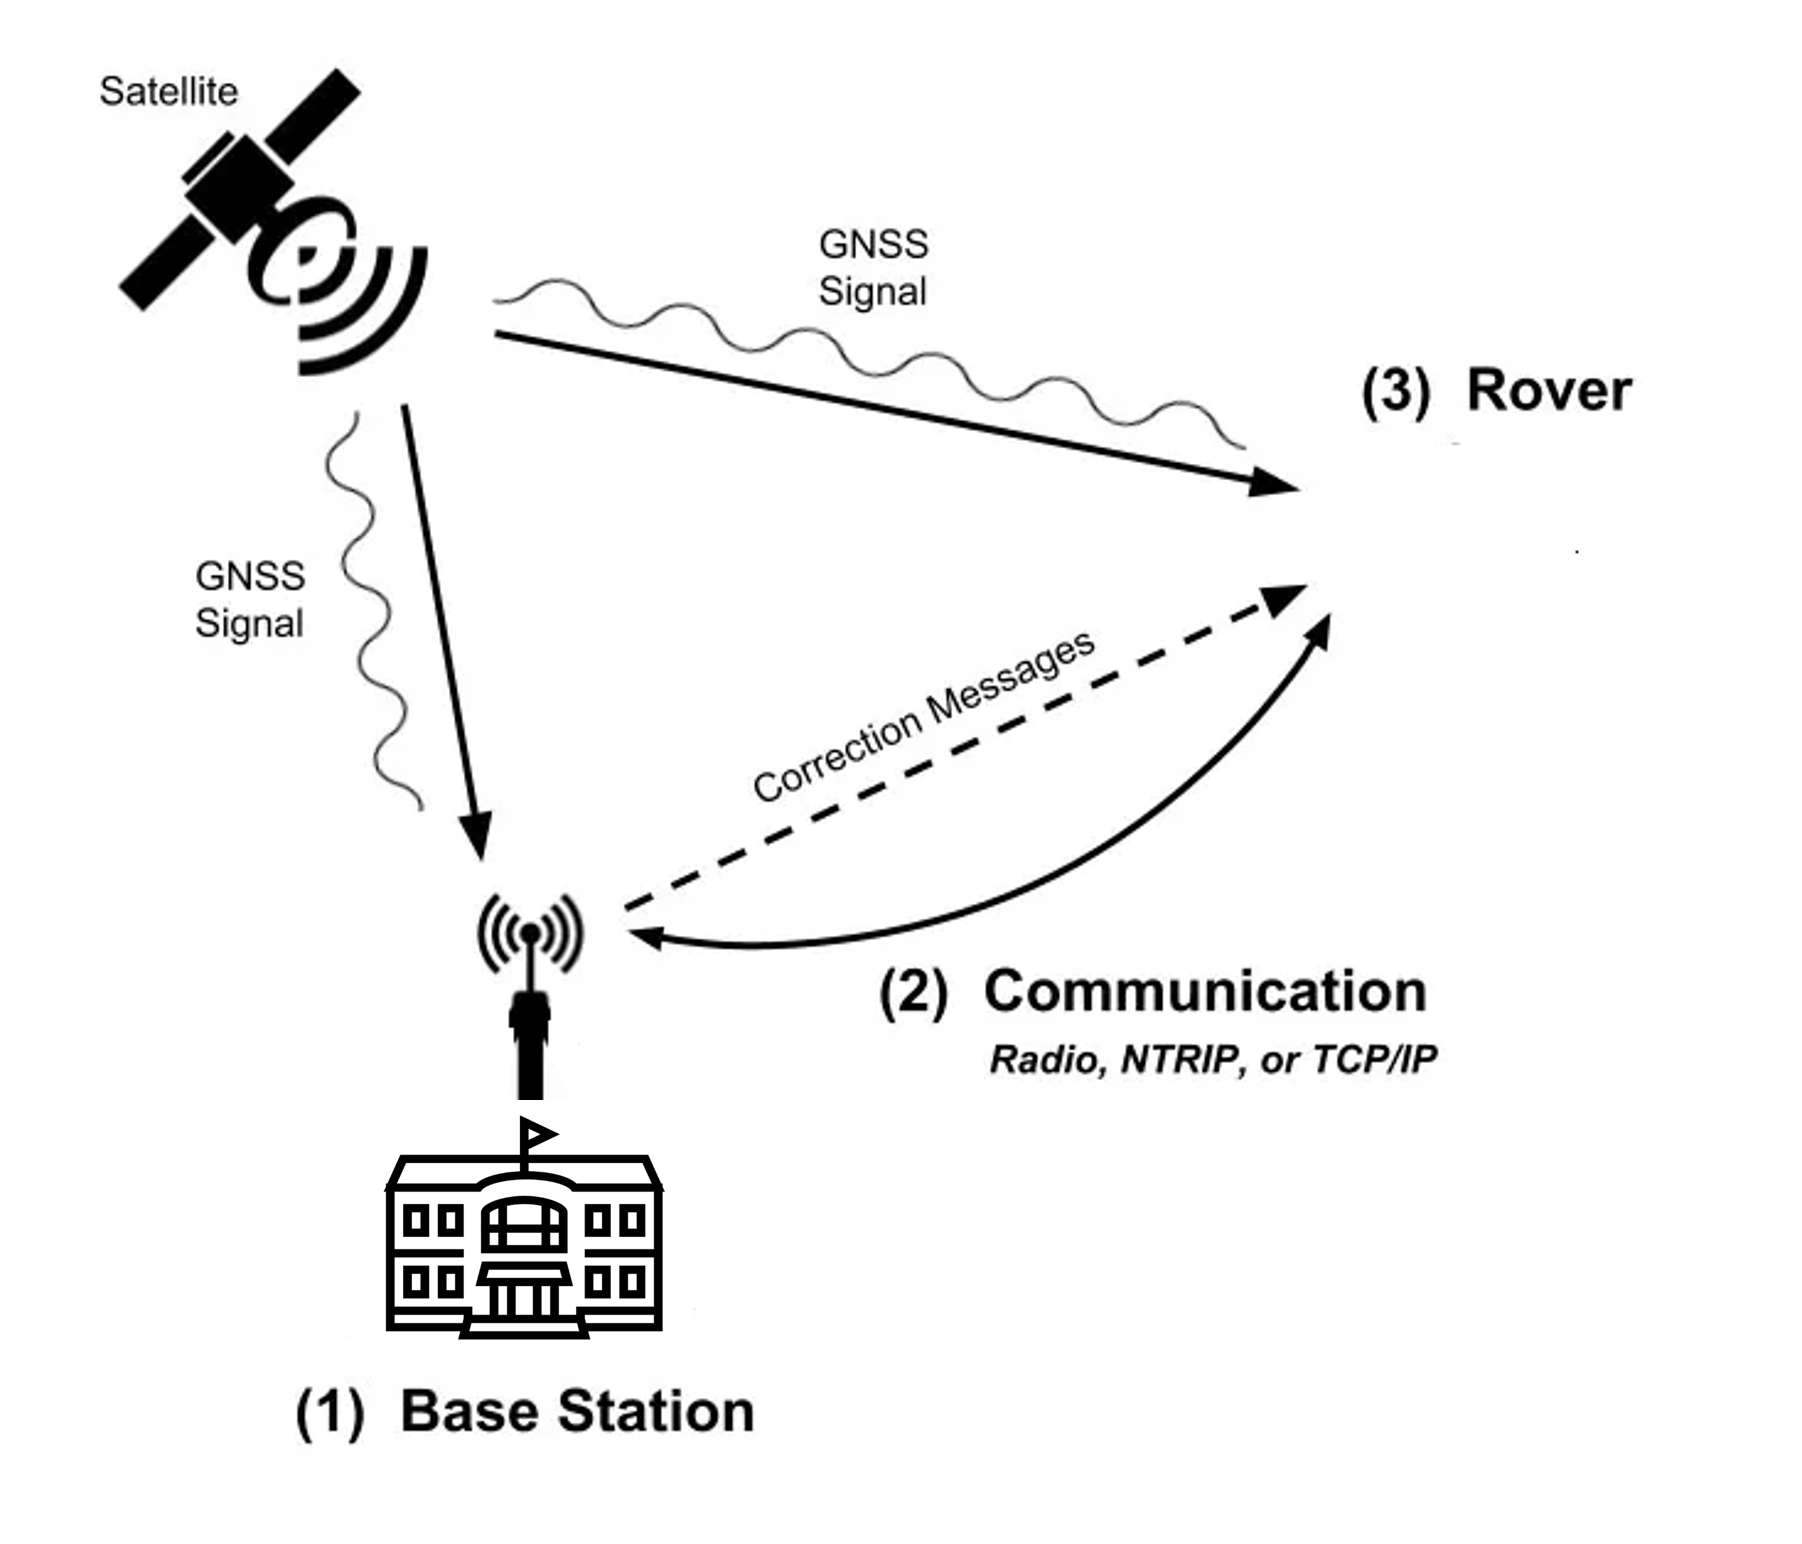 Satellite
GNSS
Signal
(3) Rover
GNSS
Signal
Correction Messages
(2) Communication
Radio, NTRIP, or TCP/IP
(1) Base Station